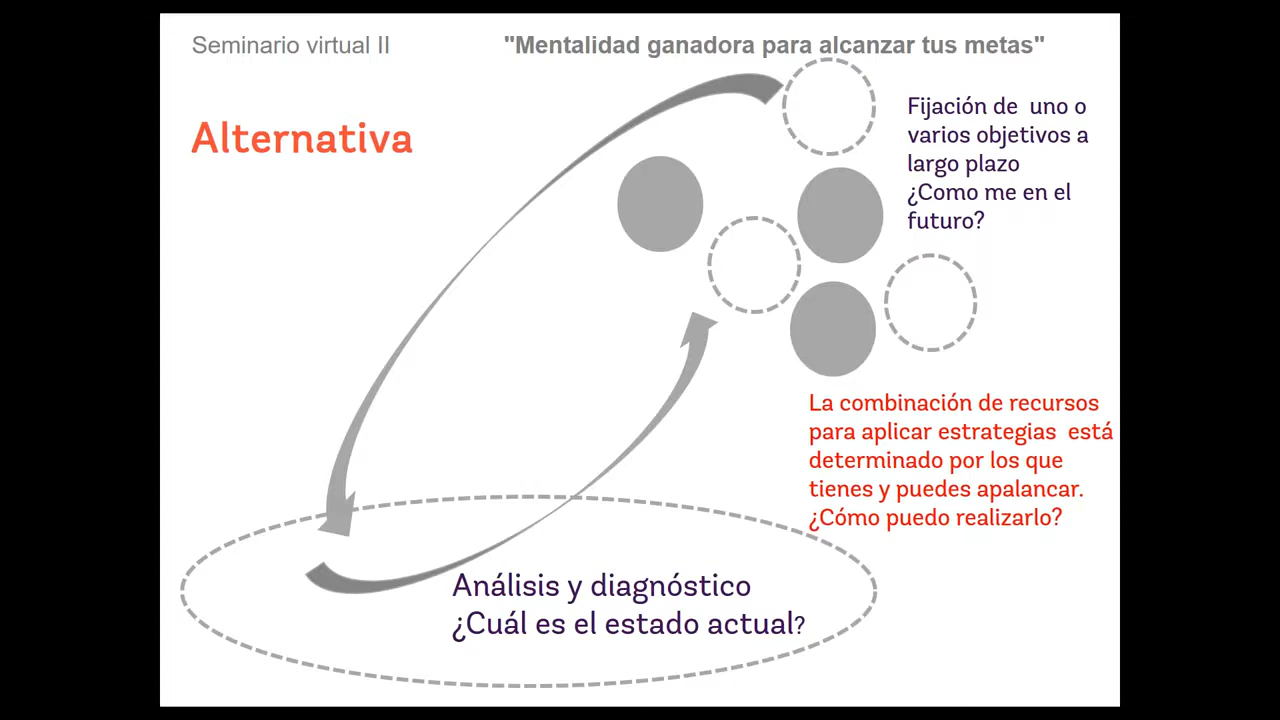 Seminario virtual II
"Mentalidad ganadora para alcanzar tus metas"
Alternativa
Fijación de uno o
varios objetivos a
largo plazo
¿Como me en el
futuro?
La combinación de recursos
para aplicar estrategias está
determinado por los que
tienes y puedes apalancar.
¿Cómo puedo realizarlo?
Análisis y diagnóstico
¿Cuál es el estado actual?